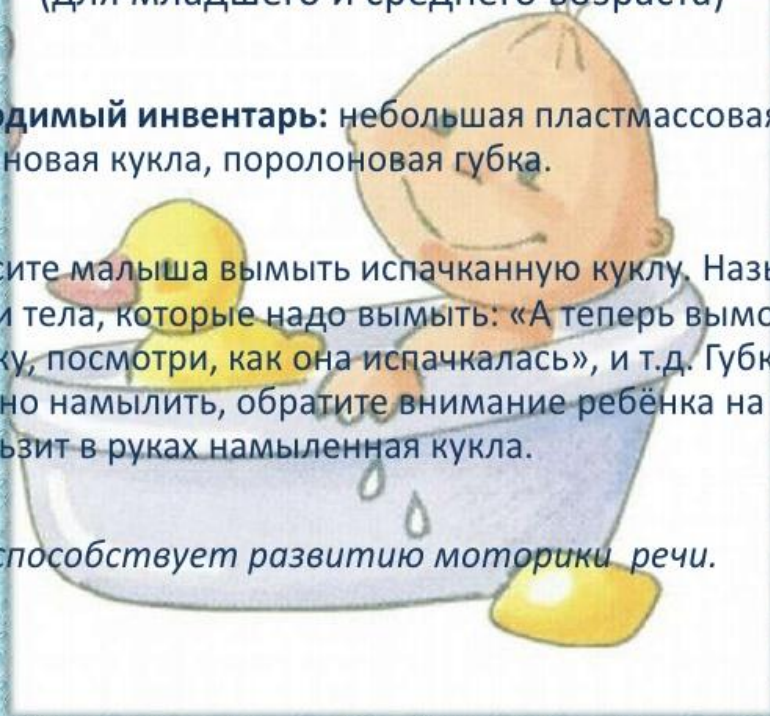 (для младшего и среднего возраста)
одимый инвентарь: небольшая пластмассовая
новая кукла, поролоновая губка.
сите малыша вымыть испачканную куклу. Назы
и тела, которые надо вымыть: «А теперь вымо
ку, посмотри, как она испачкалась», и т.д. Губк
но намылить, обратите внимание ребёнка на
ьзит в руках намыленная кукла.
способствует развитию моторики речи.